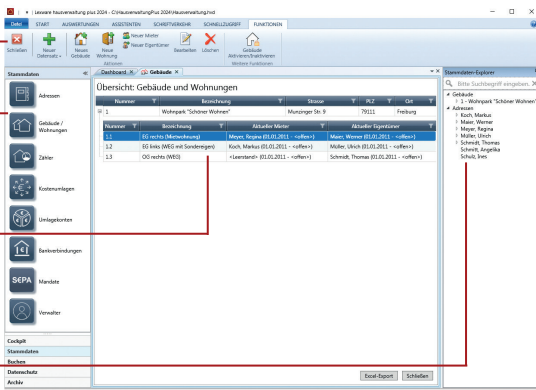 Lexware hausverwaltung plus 2024 - C:\HausverwaltungPlus 2024\Hausverwaltung.hvd
Datei START AUSWERTUNGEN ASSISTENTEN SCHRIFTVERKEHR SCHNELLZUGRIFF FUNKTIONEN
Schließen
Neuer Datensatz
Neues Gebäude
Neue Wohnung
Neuer Mieter
Neuer Eigentümer
Bearbeiten
Löschen
Gebäude Aktivieren/Inaktivieren
Aktionen
Weitere Funktionen
Stammdaten
Adressen
Gebäude / Wohnungen
Zähler
Kostenumlagen
Umlagekonten
Bankverbindungen
SEPA
Mandate
Verwalter
Cockpit
Stammdaten
Buchen
Datenschutz
Archiv
Dashboard X Gebäude X
Übersicht: Gebäude und Wohnungen
Nummer Bezeichnung Strasse PLZ Ort
1 Wohnpark "Schöner Wohnen" Munzinger Str. 9 79111 Freiburg
Nummer Bezeichnung Aktueller Mieter Aktueller Eigentümer
1.1 EG rechts (Mietwohnung) Meyer, Regina (01.01.2011 - <offen>) Maier, Werner (01.01.2011 - <offen>)
1.2 EG links (WEG mit Sondereigen) Koch, Markus (01.01.2011 - <offen>) Müller, Ulrich (01.01.2011 - <offen>)
1.3 OG rechts (WEG) <Leerstand> (01.01.2011 - <offen>) Schmidt, Thomas (01.01.2011 - <offen>)
Excel-Export Schließen
Stammdaten-Explorer
Bitte Suchbegriff eingeben.
Gebäude
1 - Wohnpark "Schöner Wohnen"
Adressen
Koch, Markus
Maier, Werner
Meyer, Regina
Müller, Ulrich
Schmidt, Thomas
Schmitt, Angelika
Schulz, Ines